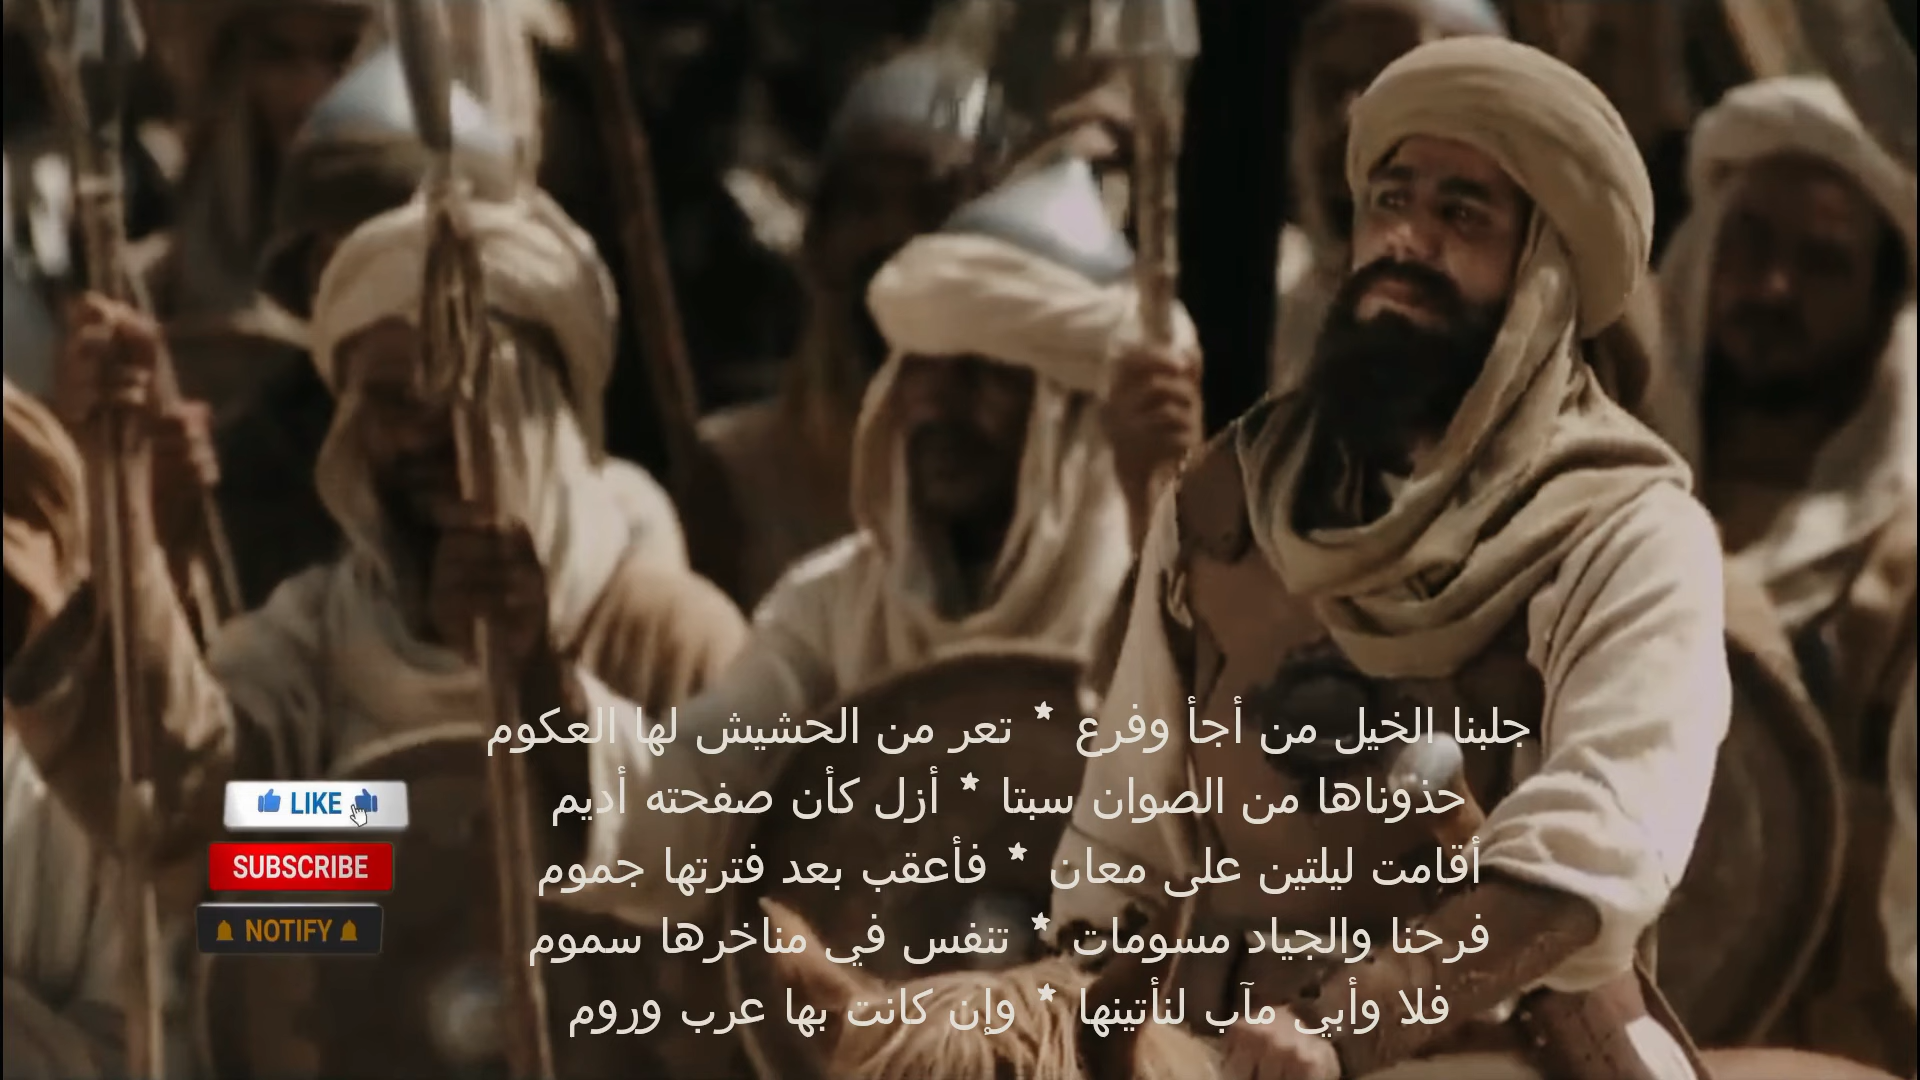 جلبنا الخيل من أجأ وفرع * تعر من الحشيش لها العكوم
حذوناها من الصوان سبتا * أزل كأن صفحته أديم
أقامت ليلتين على معان * فأعقب بعد فترتها جموم
فرحنا والجياد مسومات * تنفس في مناخرها سموم
فلا وأبي مآب لنأتينها * وإن كانت بها عرب وروم
LIKE
SUBSCRIBE
NOTIFY